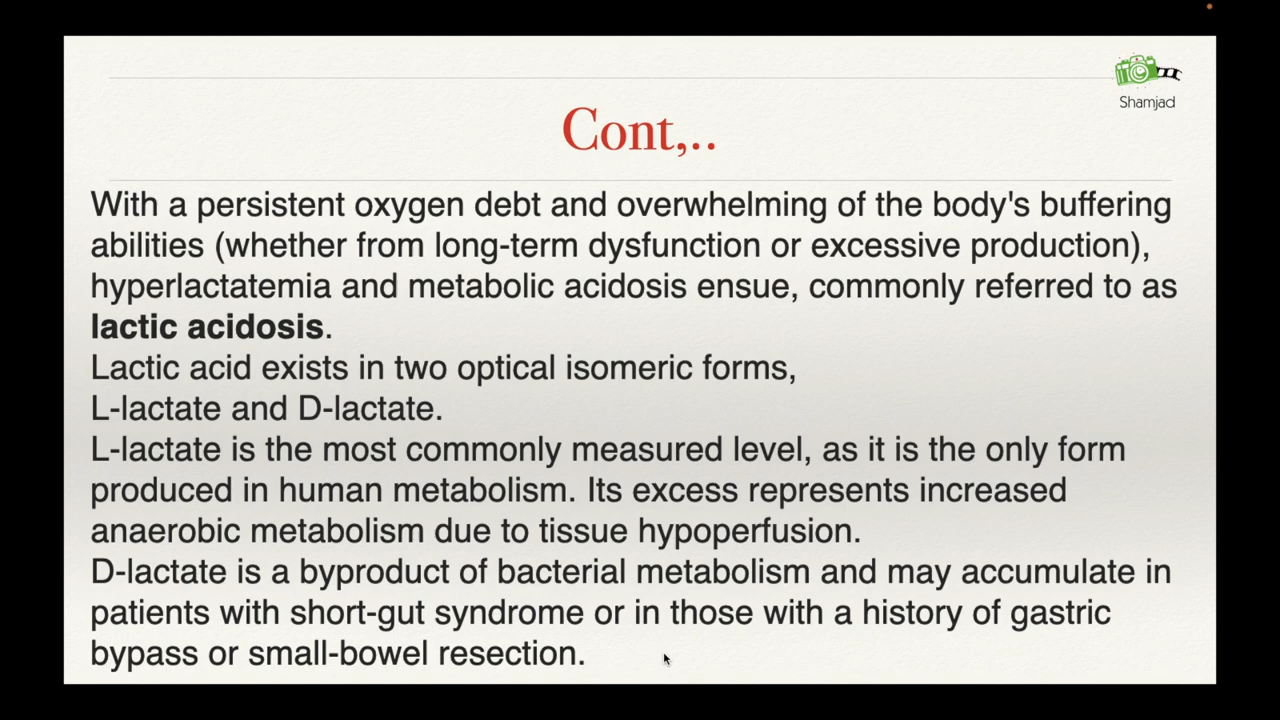 Shamjad
Cont,..
With a persistent oxygen debt and overwhelming of the body's buffering
abilities (whether from long-term dysfunction or excessive production),
hyperlactatemia and metabolic acidosis ensue, commonly referred to as
lactic acidosis.
Lactic acid exists in two optical isomeric forms,
L-lactate and D-lactate.
L-lactate is the most commonly measured level, as it is the only form
produced in human metabolism. Its excess represents increased
anaerobic metabolism due to tissue hypoperfusion.
D-lactate is a byproduct of bacterial metabolism and may accumulate in
patients with short-gut syndrome or in those with a history of gastric
bypass or small-bowel resection.